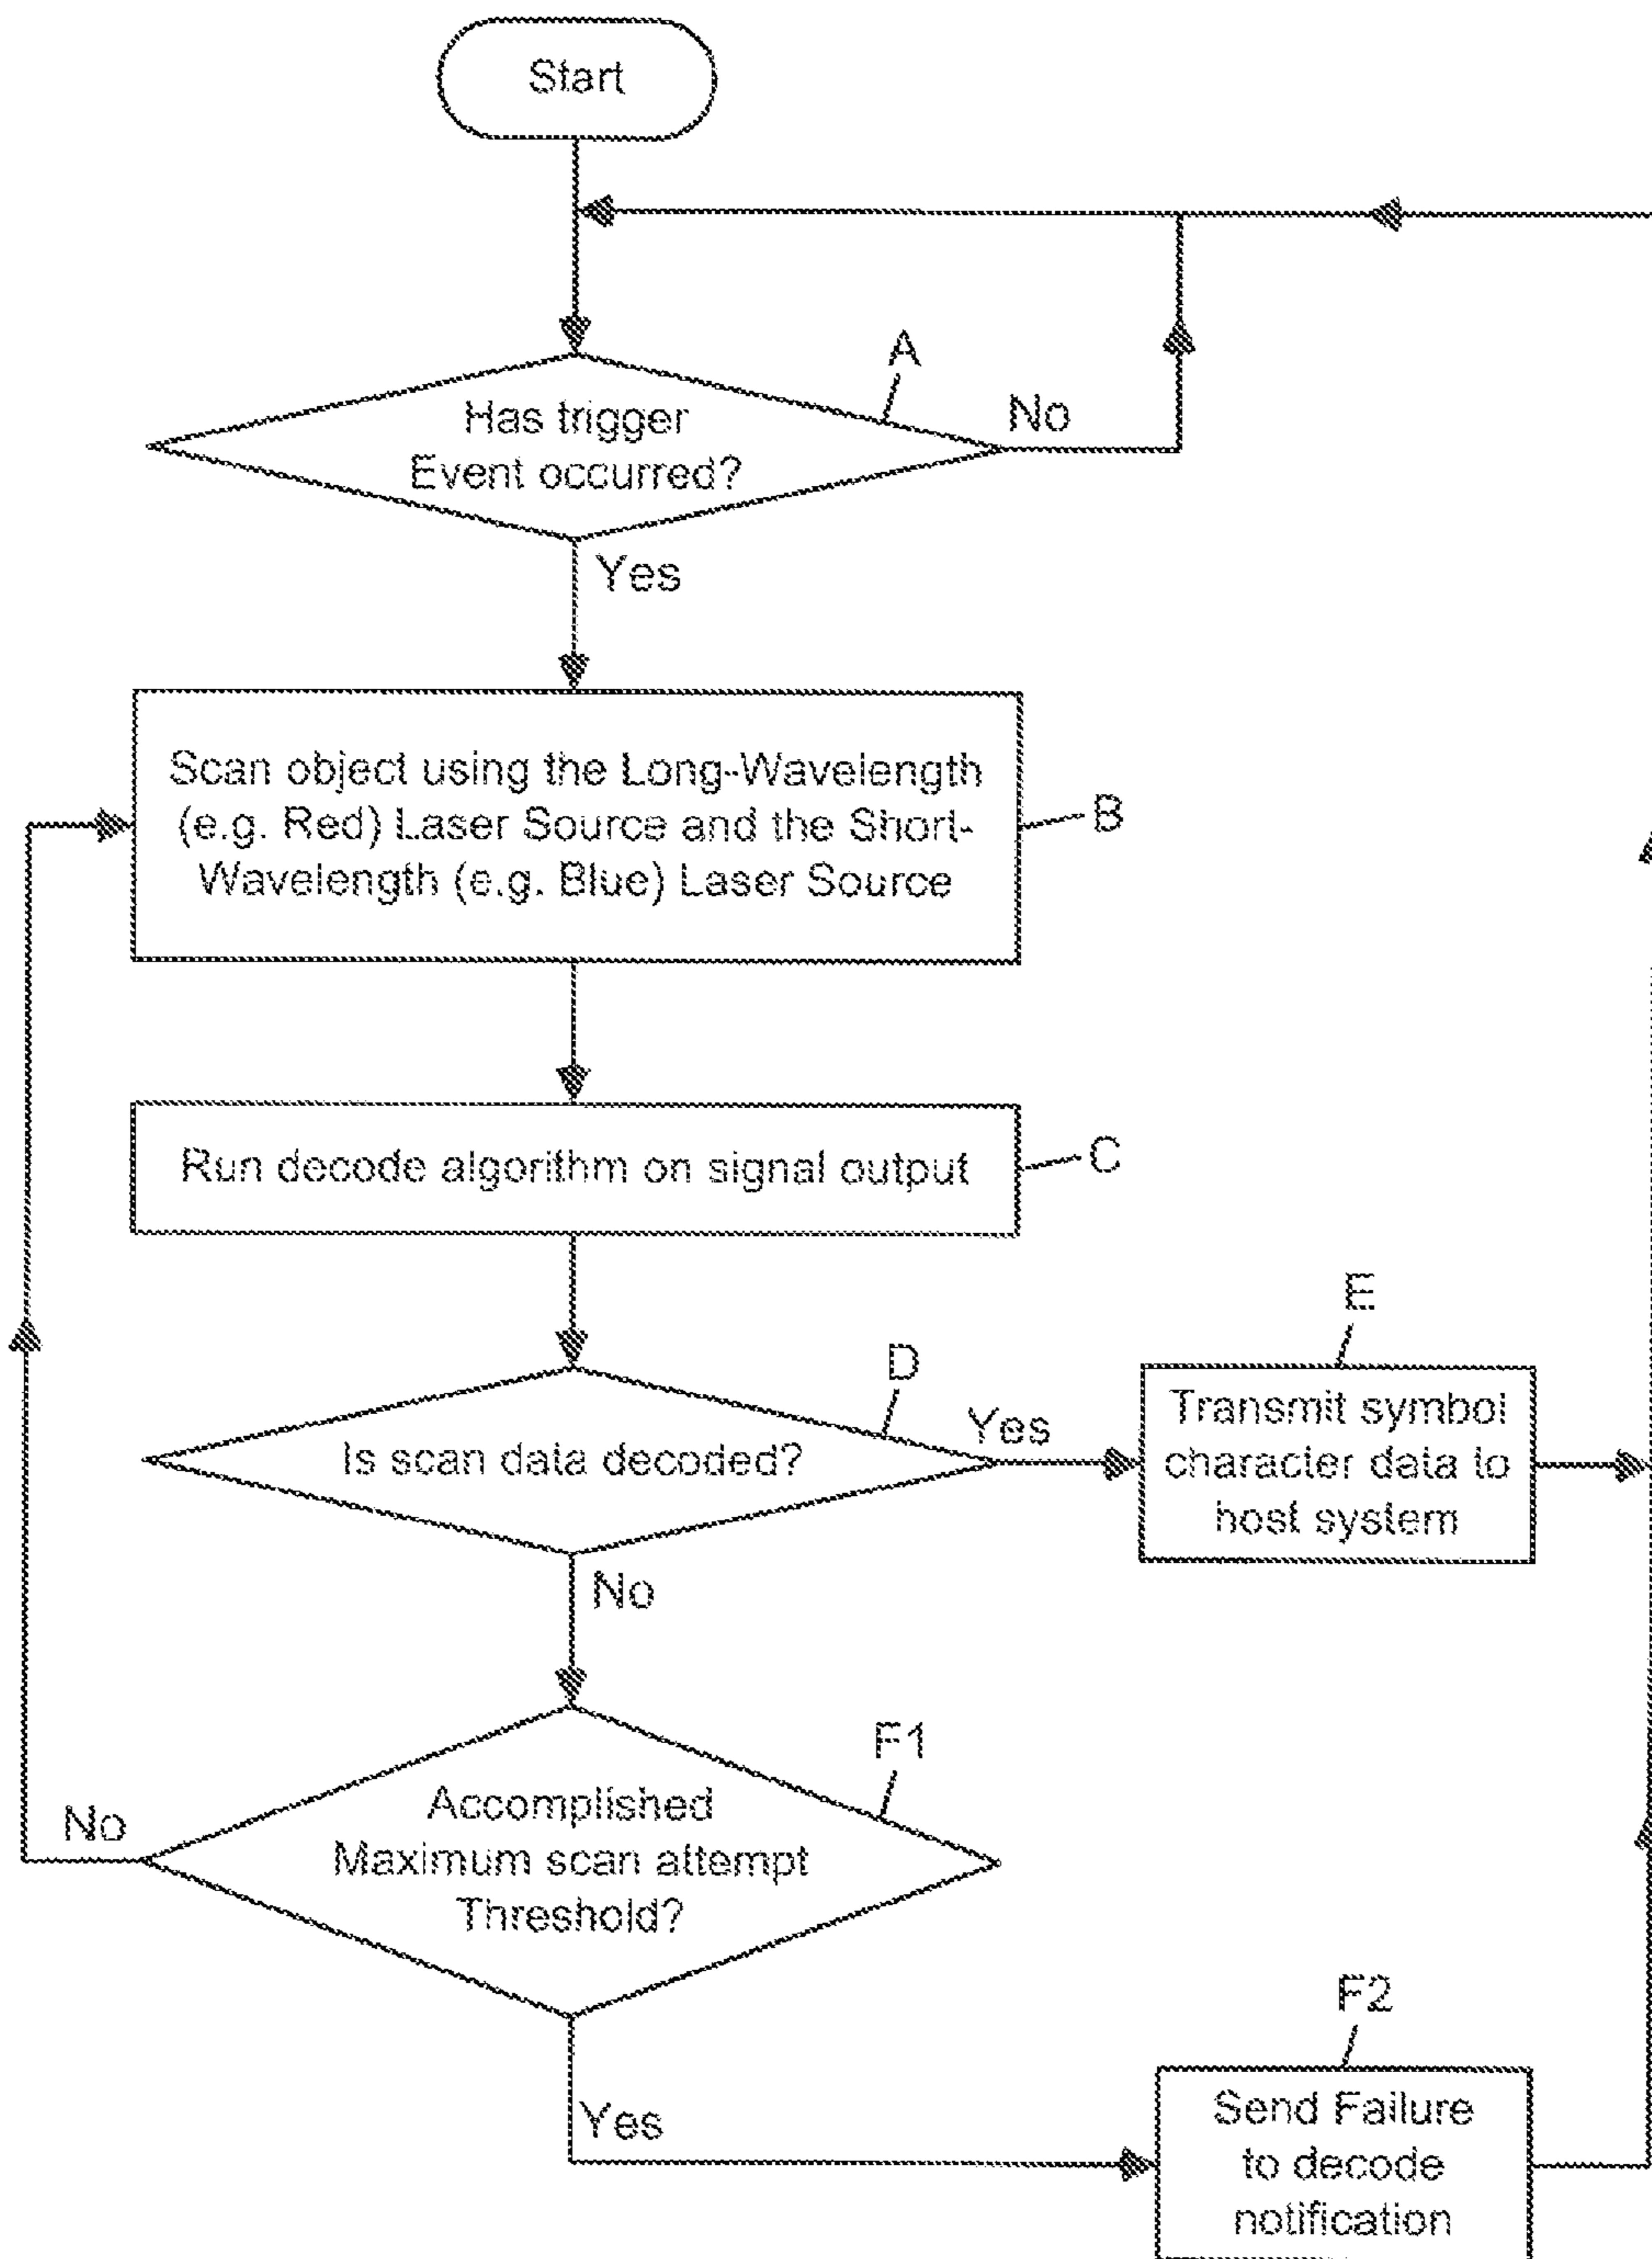 Start
A
Has trigger
Event occurred?
No
Yes
Scan object using the Long-Wavelength
(e.g. Red) Laser Source and the Short-
Wavelength (e.g. Blue) Laser Source
B
Run decode algorithm on signal output
C
D
Is scan data decoded?
Yes
E
Transmit symbol
character data to
host system
No
F1
Accomplished
Maximum scan attempt
Threshold?
No
Yes
F2
Send Failure
to decode
notification